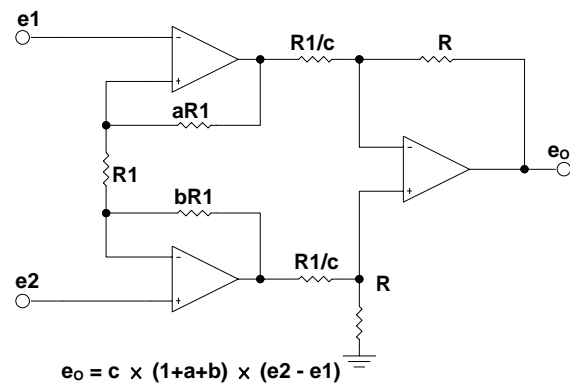 e1
R1/c
R
aR1
R1
bR1
eO
R1/c
R
e2
eO = c × (1+a+b) × (e2 - e1)